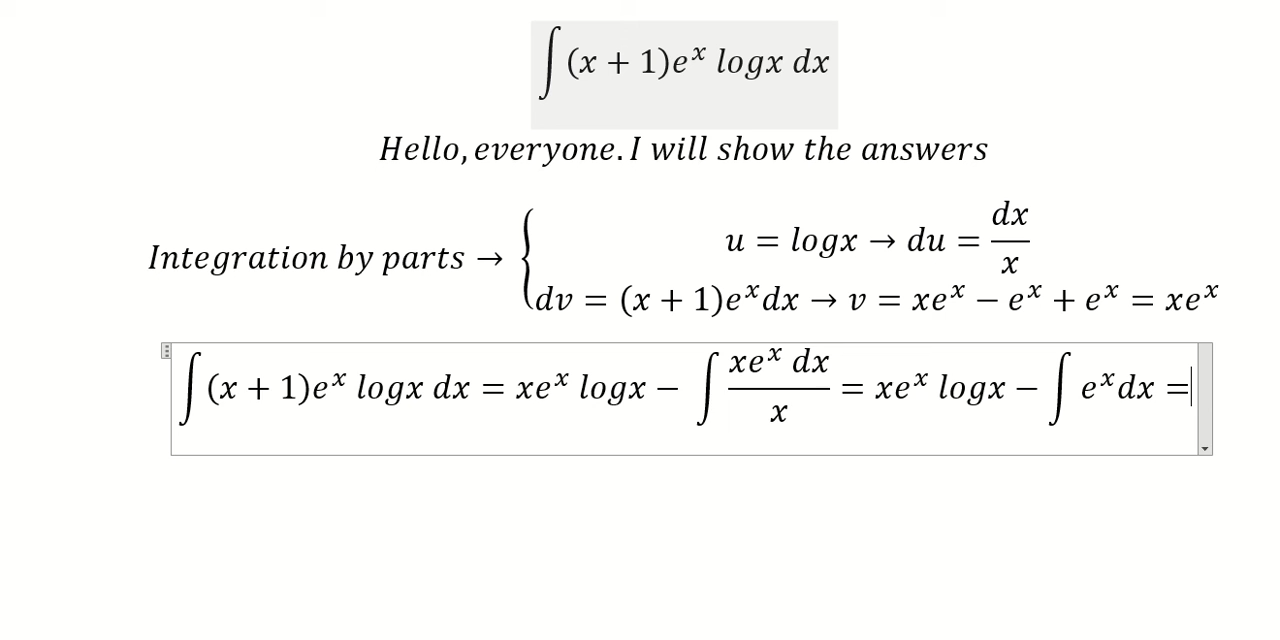 ∫(x + 1)eˣ logx dx
Hello, everyone. I will show the answers
Integration by parts → { u = logx → du = dx/x
dv = (x + 1)eˣdx → v = xeˣ − eˣ + eˣ = xeˣ
∫(x + 1)eˣ logx dx = xeˣ logx − ∫ xeˣ dx/x = xeˣ logx − ∫ eˣdx =